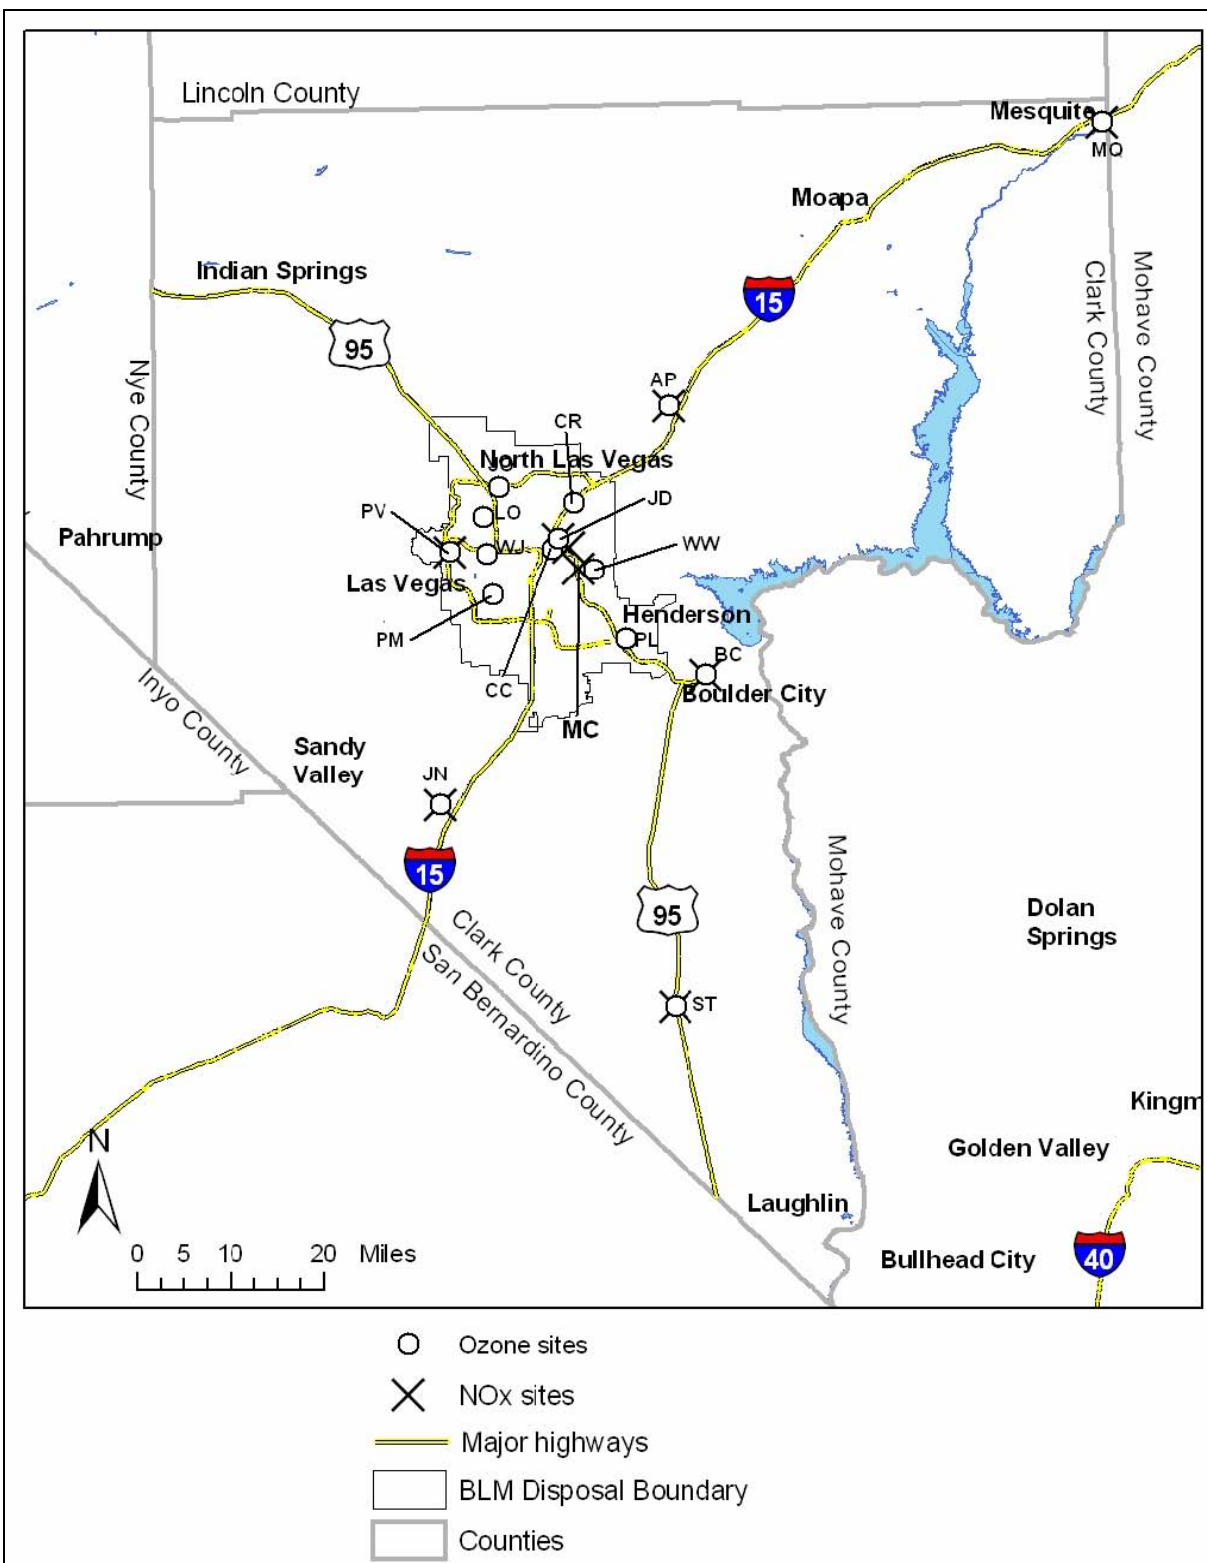 Lincoln County
Mesquite
MQ
Moapa
Mohave County
Clark County
Indian Springs
15
95
Nye County
AP
CR
North Las Vegas
JO
LO
JD
PV
WJ
WW
Pahrump
Las Vegas
Henderson
PM
PL
BC
CC
Boulder City
MC
Inyo County
Sandy
Valley
JN
15
Mohave County
95
Dolan
Springs
Clark County
San Bernardino County
ST
Kingm
N
Golden Valley
Laughlin
0 5 10 20 Miles
Bullhead City
40
Ozone sites
NOx sites
Major highways
BLM Disposal Boundary
Counties